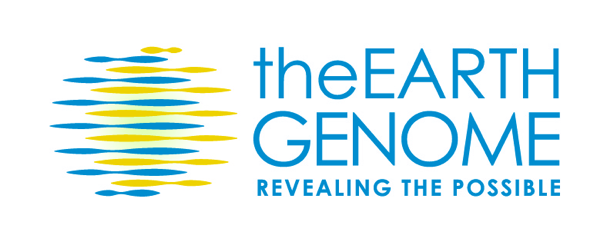 theEARTH
GENOME
REVEALING THE POSSIBLE